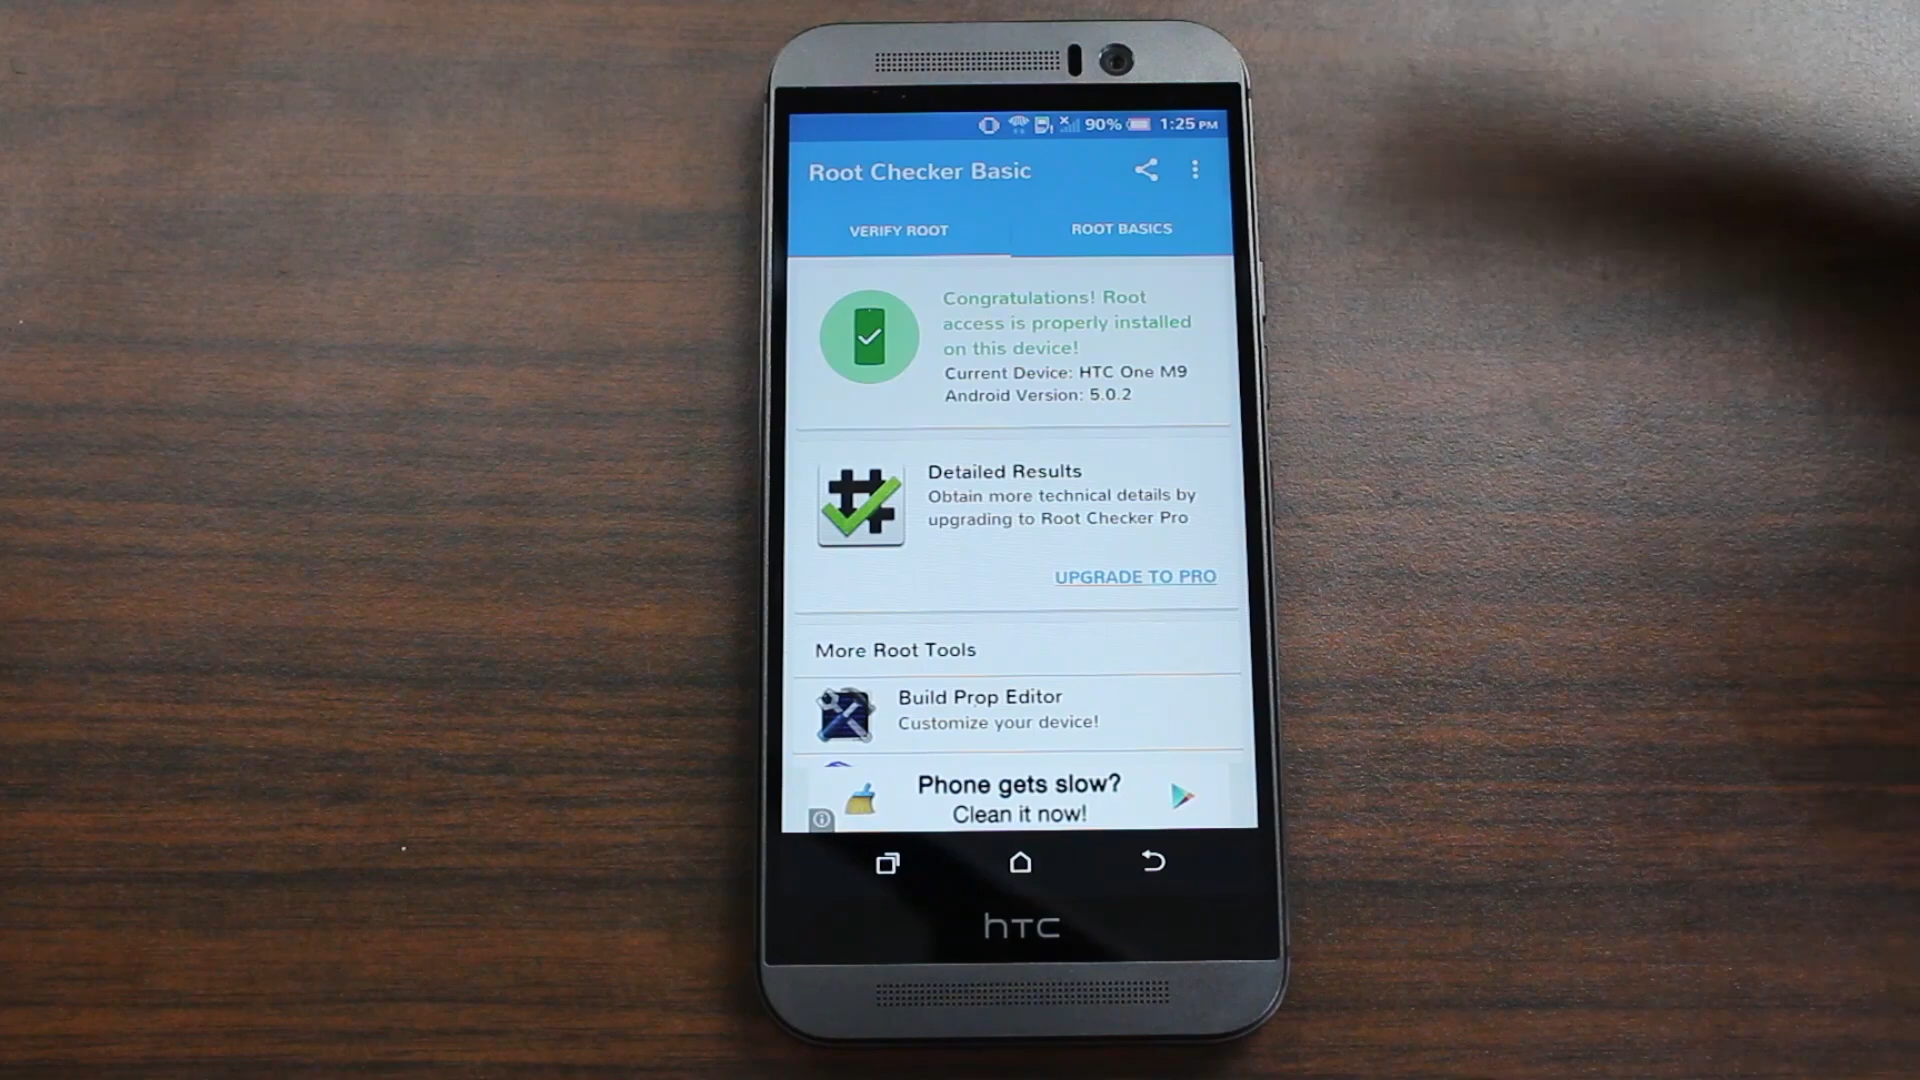 90% 1:25 PM
Root Checker Basic
VERIFY ROOT
ROOT BASICS
Congratulations! Root
access is properly installed
on this device!
Current Device: HTC One M9
Android Version: 5.0.2
Detailed Results
Obtain more technical details by
upgrading to Root Checker Pro
UPGRADE TO PRO
More Root Tools
Build Prop Editor
Customize your device!
Phone gets slow?
Clean it now!
hTC